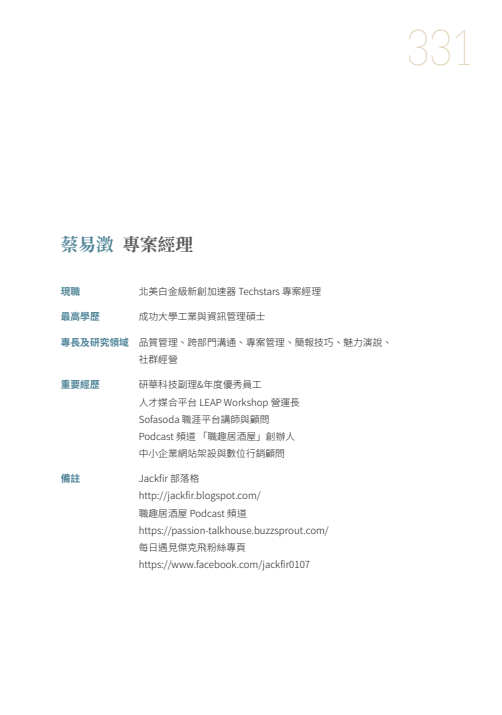 331
蔡易澂 專案經理
現職 北美白金級新創加速器 Techstars 專案經理
最高學歷 成功大學工業與資訊管理碩士
專長及研究領域 品質管理、跨部門溝通、專案管理、簡報技巧、魅力演說、
社群經營
重要經歷 研華科技副理&年度優秀員工
人才媒合平台 LEAP Workshop 營運長
Sofasoda 職涯平台講師與顧問
Podcast 頻道 「職趣居酒屋」創辦人
中小企業網站架設與數位行銷顧問
備註 Jackfir 部落格
http://jackfir.blogspot.com/
職趣居酒屋 Podcast 頻道
https://passion-talkhouse.buzzsprout.com/
每日遇見傑克飛粉絲專頁
https://www.facebook.com/jackfir0107